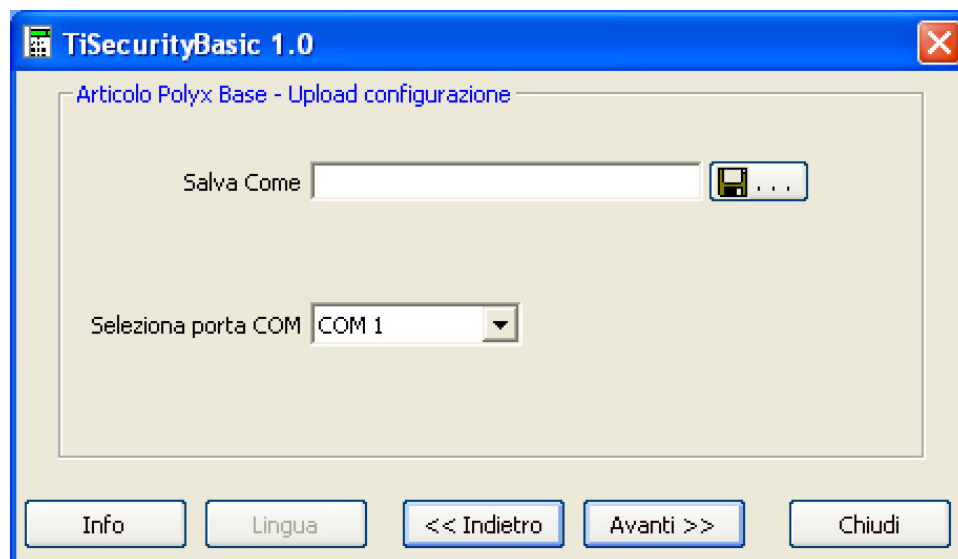 TiSecurityBasic 1.0
Articolo Polyx Base - Upload configurazione
Salva Come
. . .
Seleziona porta COM COM 1
Info Lingua << Indietro Avanti >> Chiudi